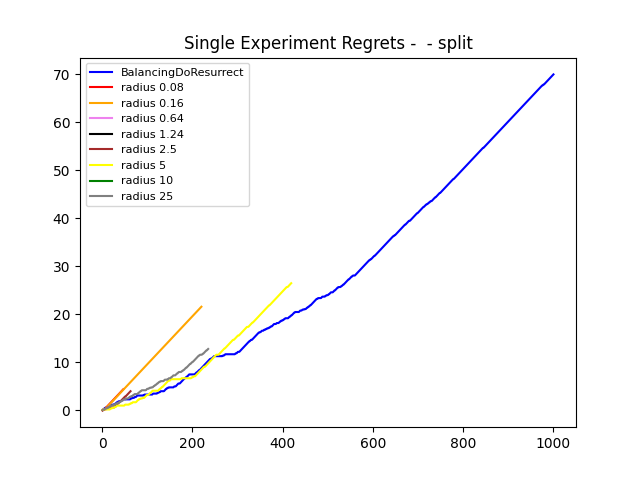 Single Experiment Regrets -  - split
BalancingDoResurrect
radius 0.08
radius 0.16
radius 0.64
radius 1.24
radius 2.5
radius 5
radius 10
radius 25
70
60
50
40
30
20
10
0
0 200 400 600 800 1000